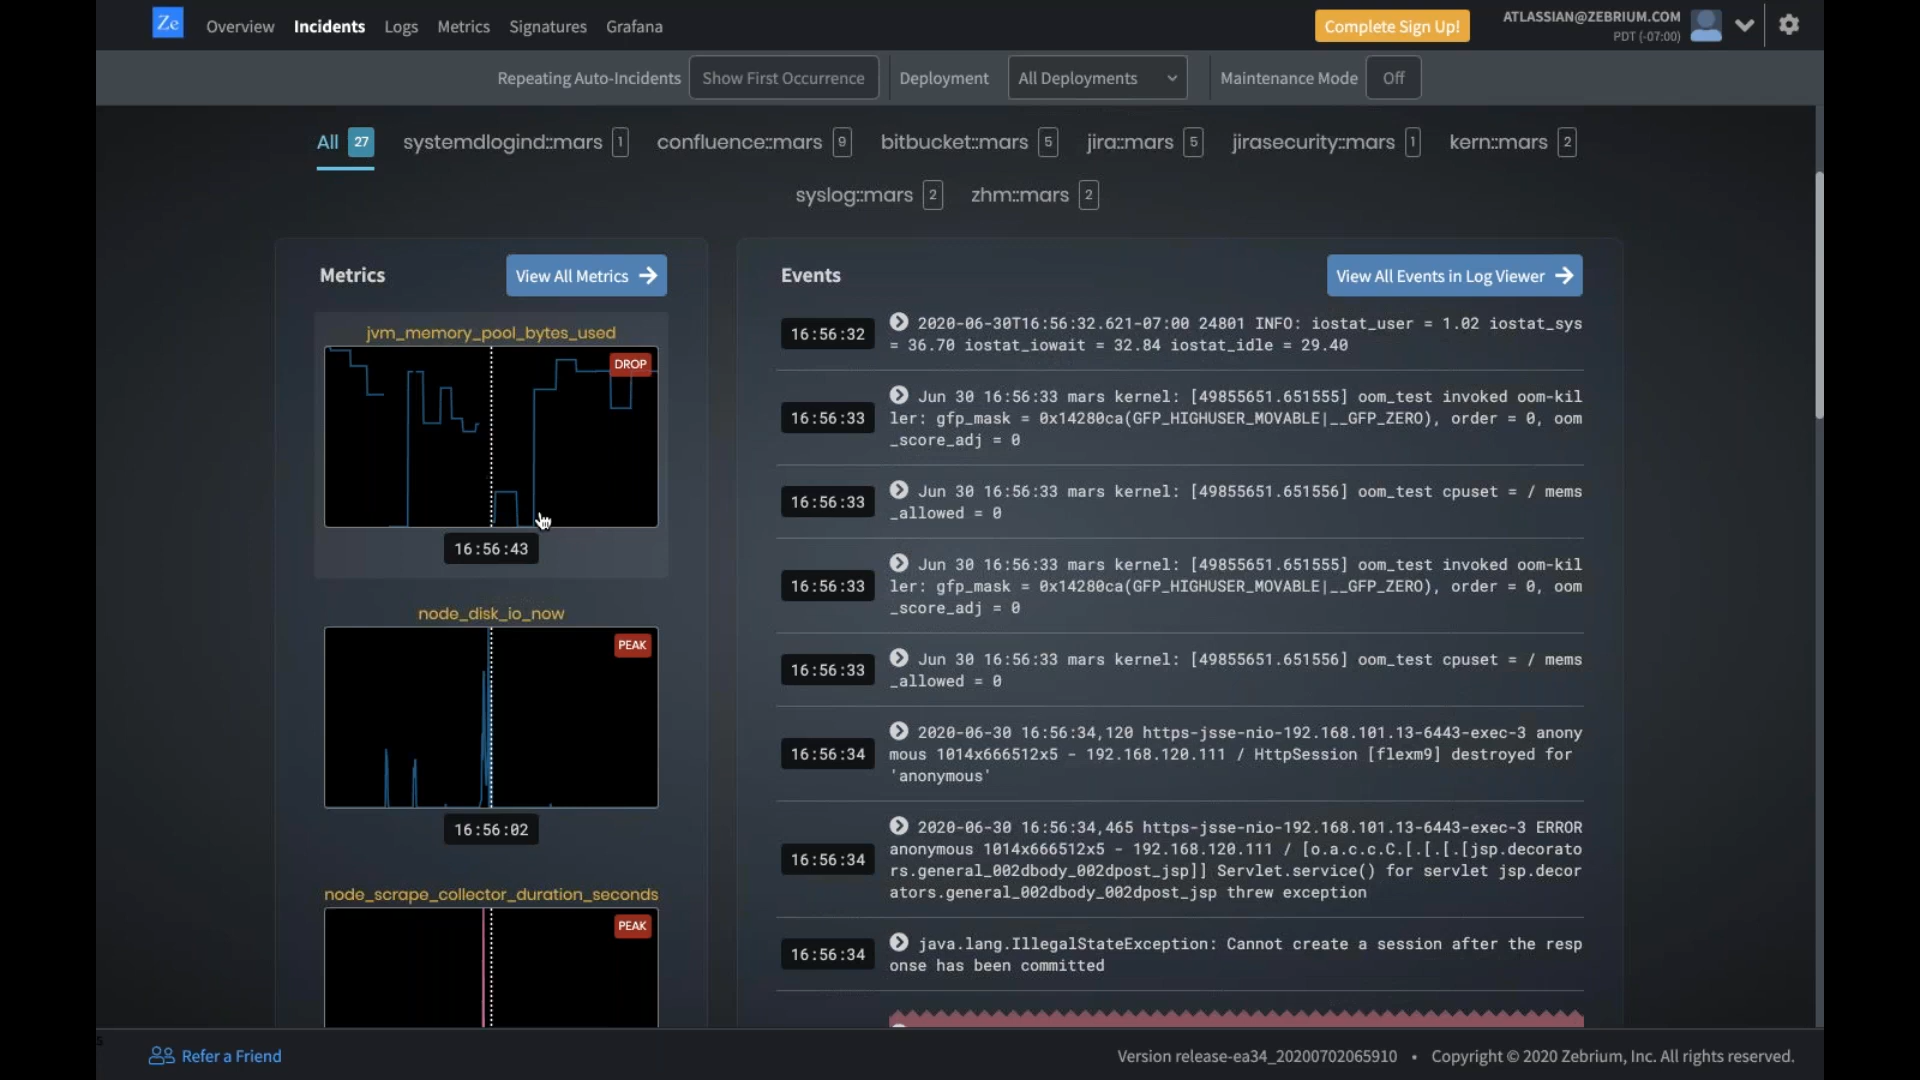 Ze Overview Incidents Logs Metrics Signatures Grafana Complete Sign Up! ATLASSIAN@ZEBRIUM.COM
PDT (-07:00)
Repeating Auto-Incidents Show First Occurrence Deployment All Deployments Maintenance Mode Off
All 27 systemdlogind::mars 1 confluence::mars 9 bitbucket::mars 5 jira::mars 5 jirasecurity::mars 1 kern::mars 2
syslog::mars 2 zhm::mars 2
Metrics View All Metrics
jvm_memory_pool_bytes_used
DROP
16:56:43
node_disk_io_now
PEAK
16:56:02
node_scrape_collector_duration_seconds
PEAK
Events View All Events in Log Viewer
16:56:32 2020-06-30T16:56:32.621-07:00 24801 INFO: iostat_user = 1.02 iostat_sys
= 36.70 iostat_iowait = 32.84 iostat_idle = 29.40
16:56:33 Jun 30 16:56:33 mars kernel: [49855651.651555] oom_test invoked oom-kil
ler: gfp_mask = 0x14280ca(GFP_HIGHUSER_MOVABLE|__GFP_ZERO), order = 0, oom
_score_adj = 0
16:56:33 Jun 30 16:56:33 mars kernel: [49855651.651556] oom_test cpuset = / mems
_allowed = 0
16:56:33 Jun 30 16:56:33 mars kernel: [49855651.651555] oom_test invoked oom-kil
ler: gfp_mask = 0x14280ca(GFP_HIGHUSER_MOVABLE|__GFP_ZERO), order = 0, oom
_score_adj = 0
16:56:33 Jun 30 16:56:33 mars kernel: [49855651.651556] oom_test cpuset = / mems
_allowed = 0
16:56:34 2020-06-30 16:56:34,120 https-jsse-nio-192.168.101.13-6443-exec-3 anony
mous 1014x666512x5 - 192.168.120.111 / HttpSession [flexm9] destroyed for
'anonymous'
16:56:34 2020-06-30 16:56:34,465 https-jsse-nio-192.168.101.13-6443-exec-3 ERROR
anonymous 1014x666512x5 - 192.168.120.111 / [o.a.c.c.C.[.[.[.[jsp.decorato
rs.general_002dbody_002dpost_jsp]] Servlet.service() for servlet jsp.decor
ators.general_002dbody_002dpost_jsp threw exception
16:56:34 java.lang.IllegalStateException: Cannot create a session after the resp
onse has been committed
s
Refer a Friend Version release-ea34_20200702065910 • Copyright © 2020 Zebrium, Inc. All rights reserved.